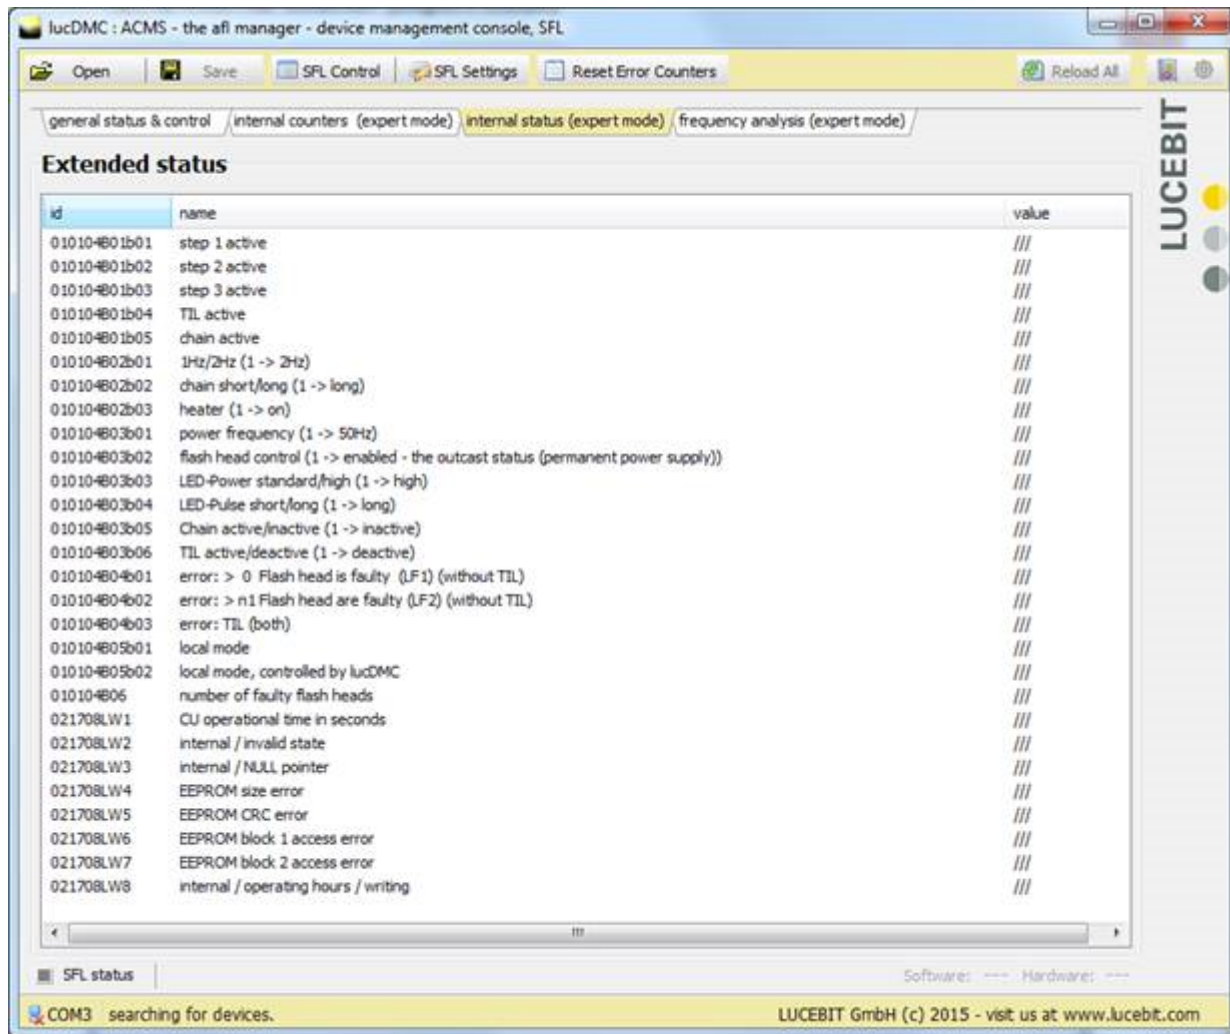 lucDMC : ACMS - the afl manager - device management console, SFL
Open Save SFL Control SFL Settings Reset Error Counters Reload All
general status & control internal counters (expert mode) internal status (expert mode) frequency analysis (expert mode)
LUCEBIT
Extended status
id name value
010104B01b01 step 1 active ///
010104B01b02 step 2 active ///
010104B01b03 step 3 active ///
010104B01b04 TIL active ///
010104B01b05 chain active ///
010104B02b01 1Hz/2Hz (1 -> 2Hz) ///
010104B02b02 chain short/long (1 -> long) ///
010104B02b03 heater (1 -> on) ///
010104B03b01 power frequency (1 -> 50Hz) ///
010104B03b02 flash head control (1 -> enabled - the outcast status (permanent power supply)) ///
010104B03b03 LED-Power standard/high (1 -> high) ///
010104B03b04 LED-Pulse short/long (1 -> long) ///
010104B03b05 Chain active/inactive (1 -> inactive) ///
010104B03b06 TIL active/deactive (1 -> deactive) ///
010104B04b01 error: > 0 Flash head is faulty (LF1) (without TIL) ///
010104B04b02 error: > n1 Flash head are faulty (LF2) (without TIL) ///
010104B04b03 error: TIL (both) ///
010104B05b01 local mode ///
010104B05b02 local mode, controlled by lucDMC ///
010104B06 number of faulty flash heads ///
021708LW1 CU operational time in seconds ///
021708LW2 internal / invalid state ///
021708LW3 internal / NULL pointer ///
021708LW4 EEPROM size error ///
021708LW5 EEPROM CRC error ///
021708LW6 EEPROM block 1 access error ///
021708LW7 EEPROM block 2 access error ///
021708LW8 internal / operating hours / writing ///
SFL status Software: --- Hardware: ---
COM3 searching for devices. LUCEBIT GmbH (c) 2015 - visit us at www.lucebit.com